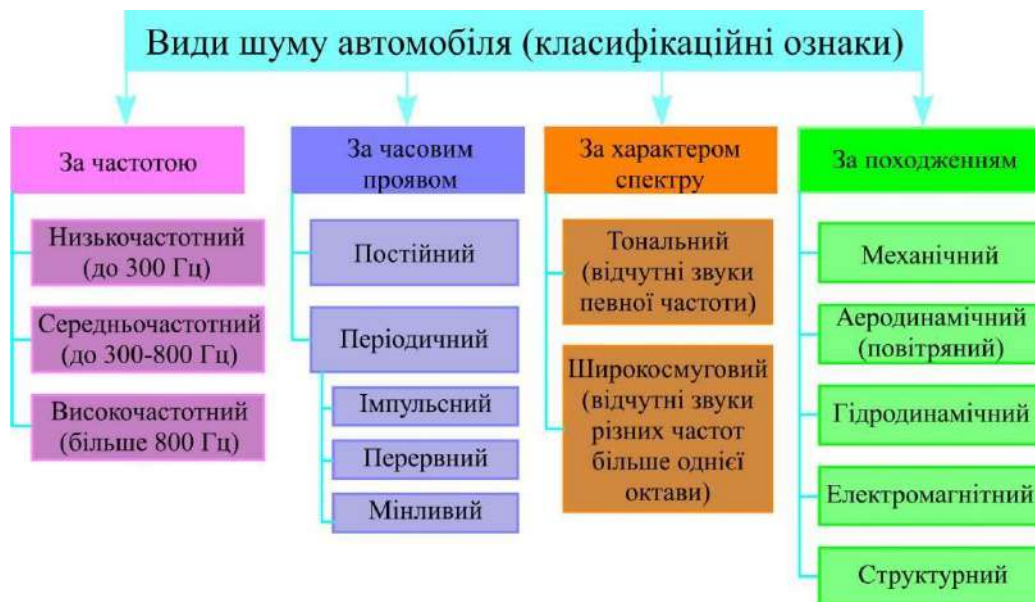 Види шуму автомобіля (класифікаційні ознаки)
За частотою
Низькочастотний
(до 300 Гц)
Середньочастотний
(до 300-800 Гц)
Високочастотний
(більше 800 Гц)
За часовим
проявом
Постійний
Періодичний
Імпульсний
Перервний
Мінливий
За характером
спектру
Тональний
(відчутні звуки
певної частоти)
Широкосмуговий
(відчутні звуки
різних частот
більше однієї
октави)
За походженням
Механічний
Аеродинамічний
(повітряний)
Гідродинамічний
Електромагнітний
Структурний